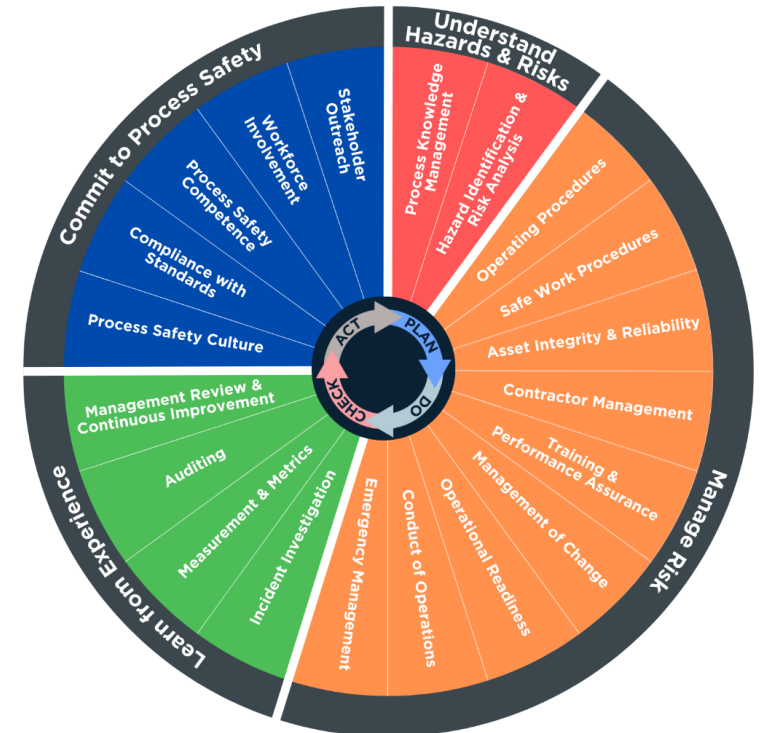 Understand
Hazards & Risks
Process Knowledge
Management
Hazard Identification &
Risk Analysis
Manage Risk
Operating Procedures
Safe Work Procedures
Asset Integrity & Reliability
Contractor Management
Training &
Performance Assurance
Management of Change
Operational Readiness
Conduct of Operations
Emergency Management
Learn from Experience
Incident Investigation
Measurement & Metrics
Auditing
Management Review &
Continuous Improvement
Commit to Process Safety
Process Safety Culture
Compliance with
Standards
Process Safety
Competence
Workforce
Involvement
Stakeholder
Outreach
PLAN
DO
CHECK
ACT